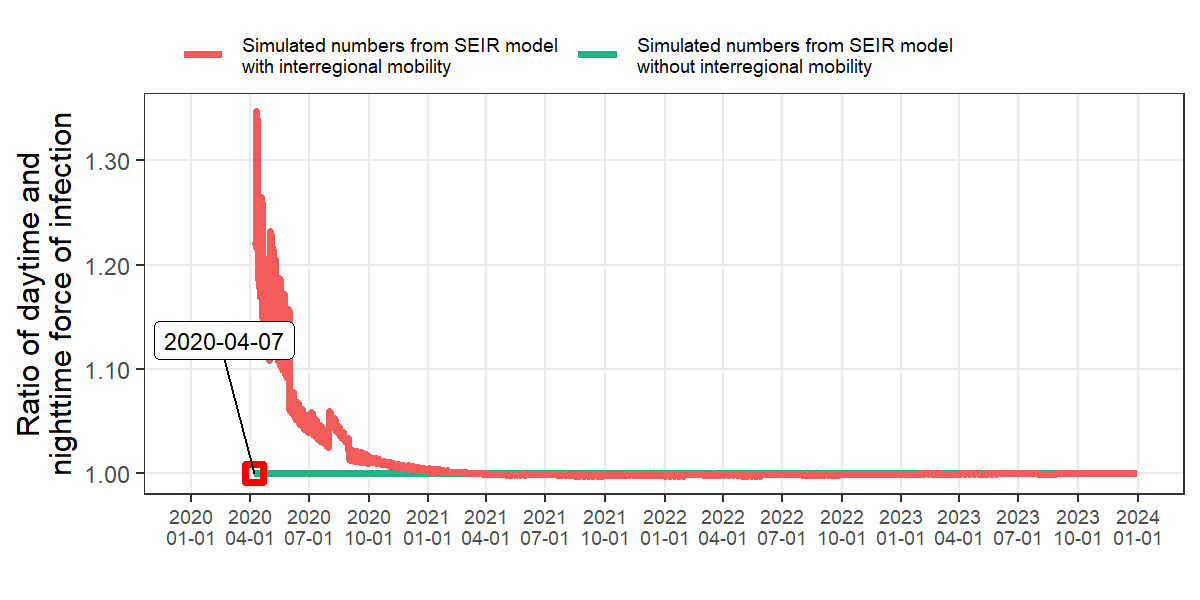 Simulated numbers from SEIR model
with interregional mobility
Simulated numbers from SEIR model
without interregional mobility
Ratio of daytime and
nighttime force of infection
1.30
1.20
1.10
1.00
2020-04-07
2020 2020 2020 2020 2021 2021 2021 2021 2022 2022 2022 2022 2023 2023 2023 2023 2024
01-01 04-01 07-01 10-01 01-01 04-01 07-01 10-01 01-01 04-01 07-01 10-01 01-01 04-01 07-01 10-01 01-01